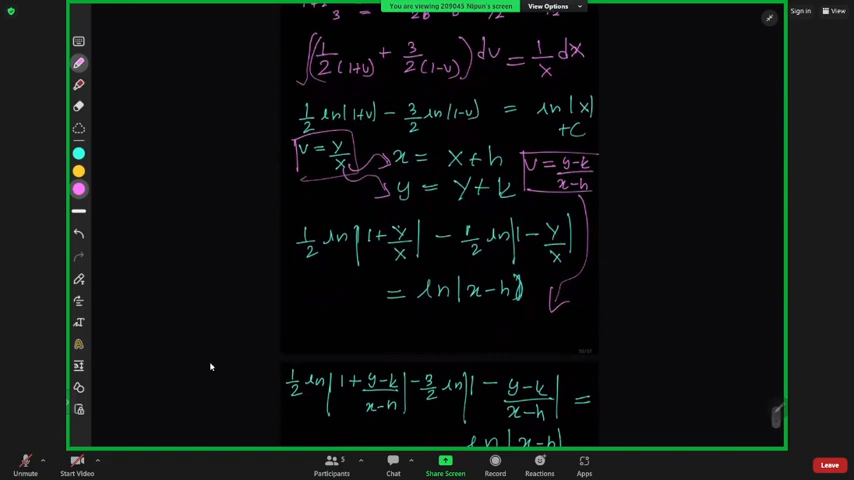 You are viewing 209045 Nipun's screen View Options
Sign in View
∫(1/2(1+v) + 3/2(1-v)) dv = 1/x dX
1/2 ln(1+v) - 3/2 ln(1-v) = ln|x| +C
v = Y/X
x = X+h
y = Y+k
v = y-k/x-h
1/2 ln|1+Y/X| - 1/2 ln|1-Y/X|
= ln|x-h|
1/2 ln|1+y-k/x-h| - 3/2 ln|1 - y-k/x-h| =
ln|x-h|
Unmute
Start Video
Participants 5
Chat
Share Screen
Record
Reactions
Apps
Leave